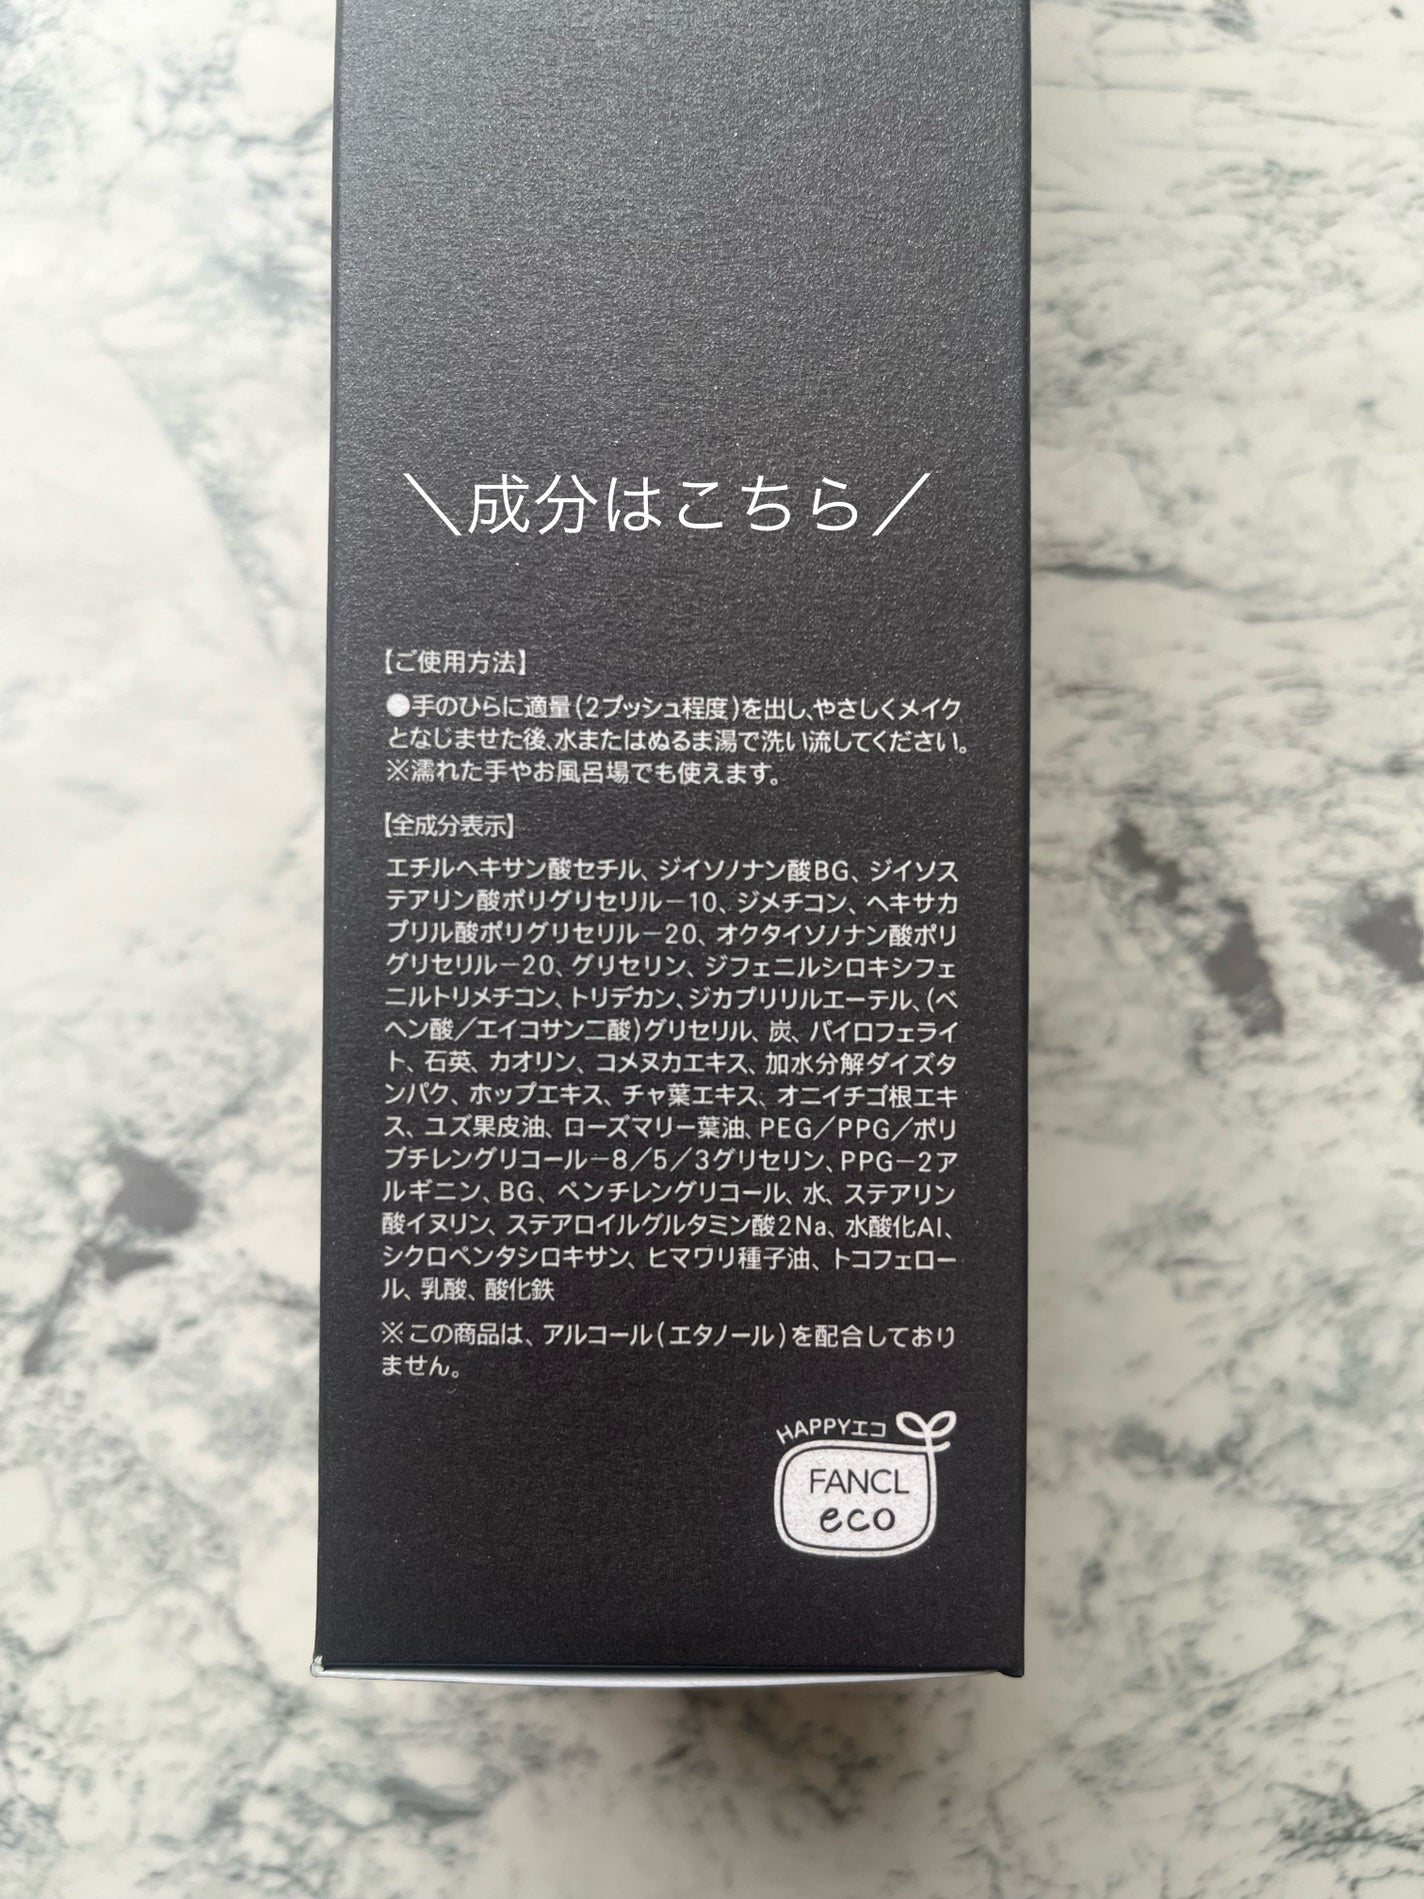 ＼成分はこちら／
【ご使用方法】
●手のひらに適量(2プッシュ程度)を出し、やさしくメイク
となじませた後、水またはぬるま湯で洗い流してください。
※濡れた手やお風呂場でも使えます。
【全成分表示】
エチルヘキサン酸セチル、ジイソノナン酸BG、ジイソス
テアリン酸ポリグリセリル－10、ジメチコン、ヘキサカ
プリル酸ポリグリセリル－20、オクタイソノナン酸ポリ
グリセリル－20、グリセリン、ジフェニルシロキシフェ
ニルトリメチコン、トリデカン、ジカプリリルエーテル、(ベ
ヘン酸／エイコサン二酸)グリセリル、炭、パイロフェライ
ト、石英、カオリン、コメヌカエキス、加水分解ダイズタ
ンパク、ホップエキス、チャ葉エキス、オニイチゴ根エキ
ス、ユズ果皮油、ローズマリー葉油、PEG／PPG／ポリ
ブチレングリコール－8／5／3グリセリン、PPG－2ア
ルギニン、BG、ペンチレングリコール、水、ステアリン
酸イヌリン、ステアロイルグルタミン酸2Na、水酸化Al、
シクロペンタシロキサン、ヒマワリ種子油、トコフェロー
ル、乳酸、酸化鉄
※この商品は、アルコール(エタノール)を配合しており
ません。
HAPPYエコ
FANCL
eco